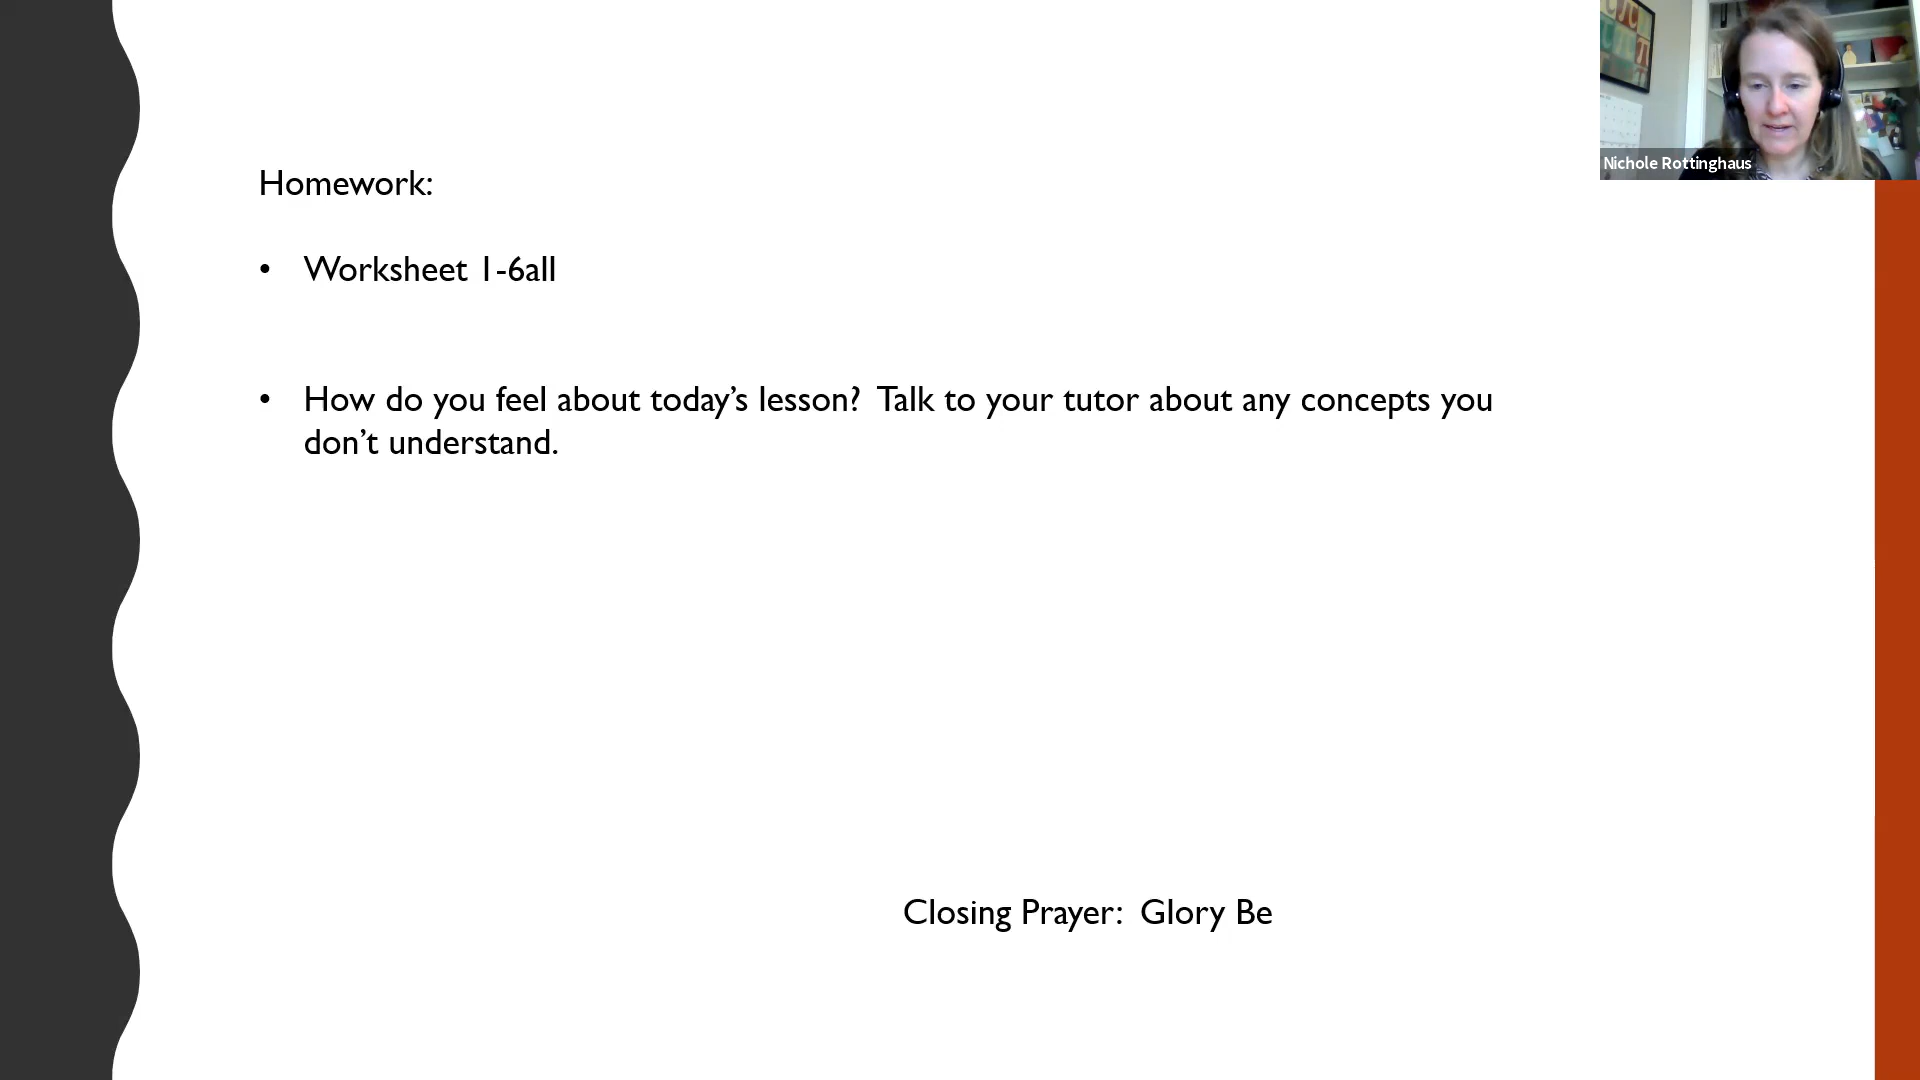 Nichole Rottinghaus
Homework:
• Worksheet 1-6all
• How do you feel about today’s lesson?  Talk to your tutor about any concepts you
don’t understand.
Closing Prayer:  Glory Be